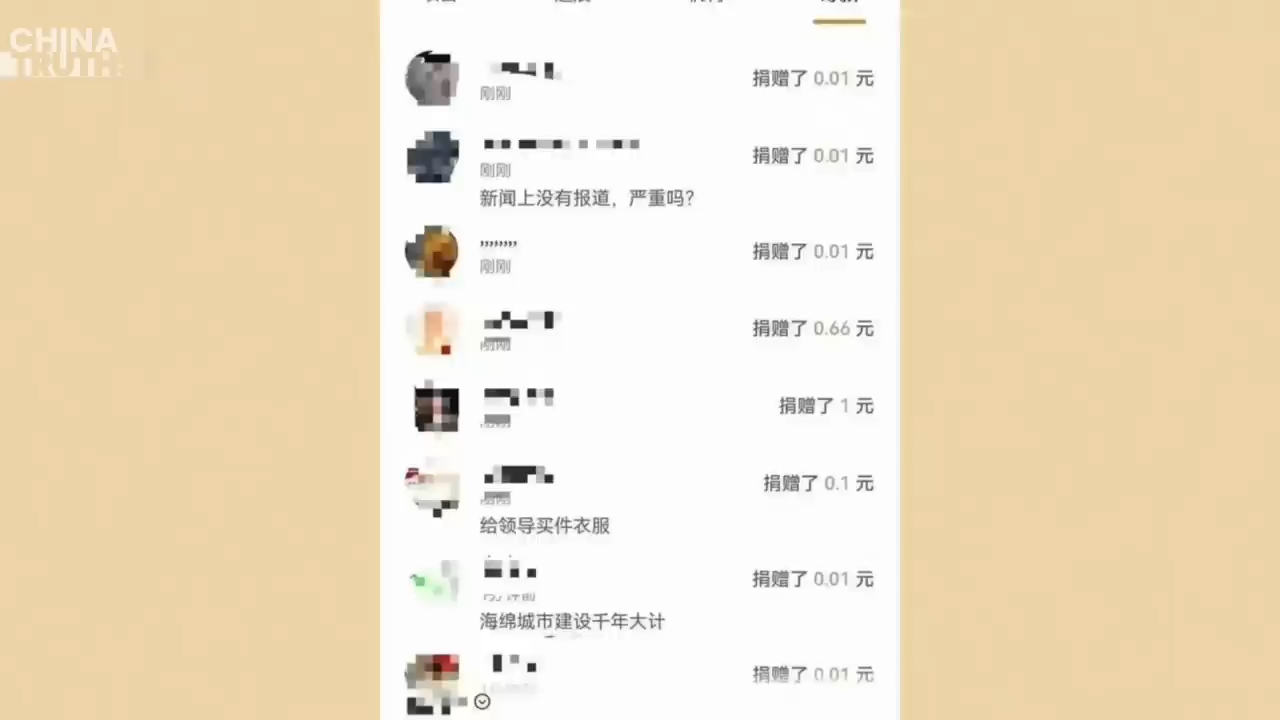 CHINA
TRUTHs
捐赠了 0.01 元
刚刚
捐赠了 0.01 元
刚刚
新闻上没有报道，严重吗？
,,,,,,,,
捐赠了 0.01 元
刚刚
捐赠了 0.66 元
刚刚
捐赠了 1 元
捐赠了 0.1 元
给领导买件衣服
捐赠了 0.01 元
海绵城市建设千年大计
捐赠了 0.01 元